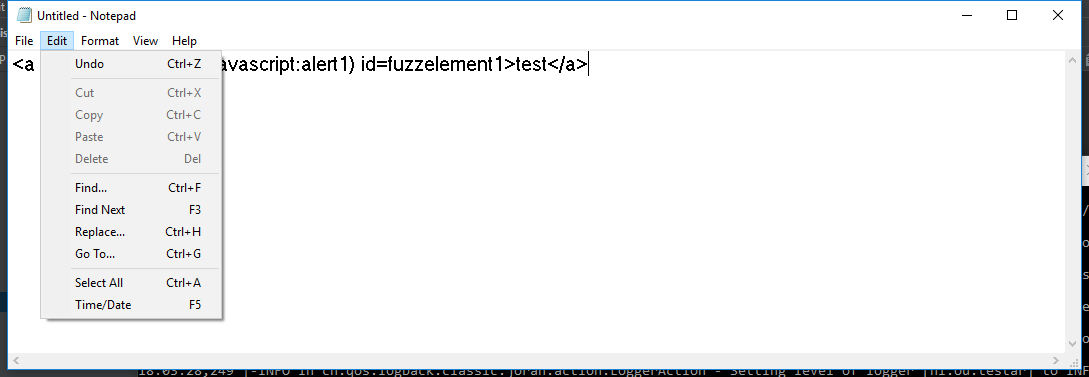 Untitled - Notepad
File Edit Format View Help
<a avascript:alert1) id=fuzzelement1>test</a>
Undo Ctrl+Z
Cut Ctrl+X
Copy Ctrl+C
Paste Ctrl+V
Delete Del
Find... Ctrl+F
Find Next F3
Replace... Ctrl+H
Go To... Ctrl+G
Select All Ctrl+A
Time/Date F5
18:03:28,249 |-INFO in ch.qos.logback.classic.joran.action.LoggerAction - Setting level of logger [nl.ou.testar] to INF